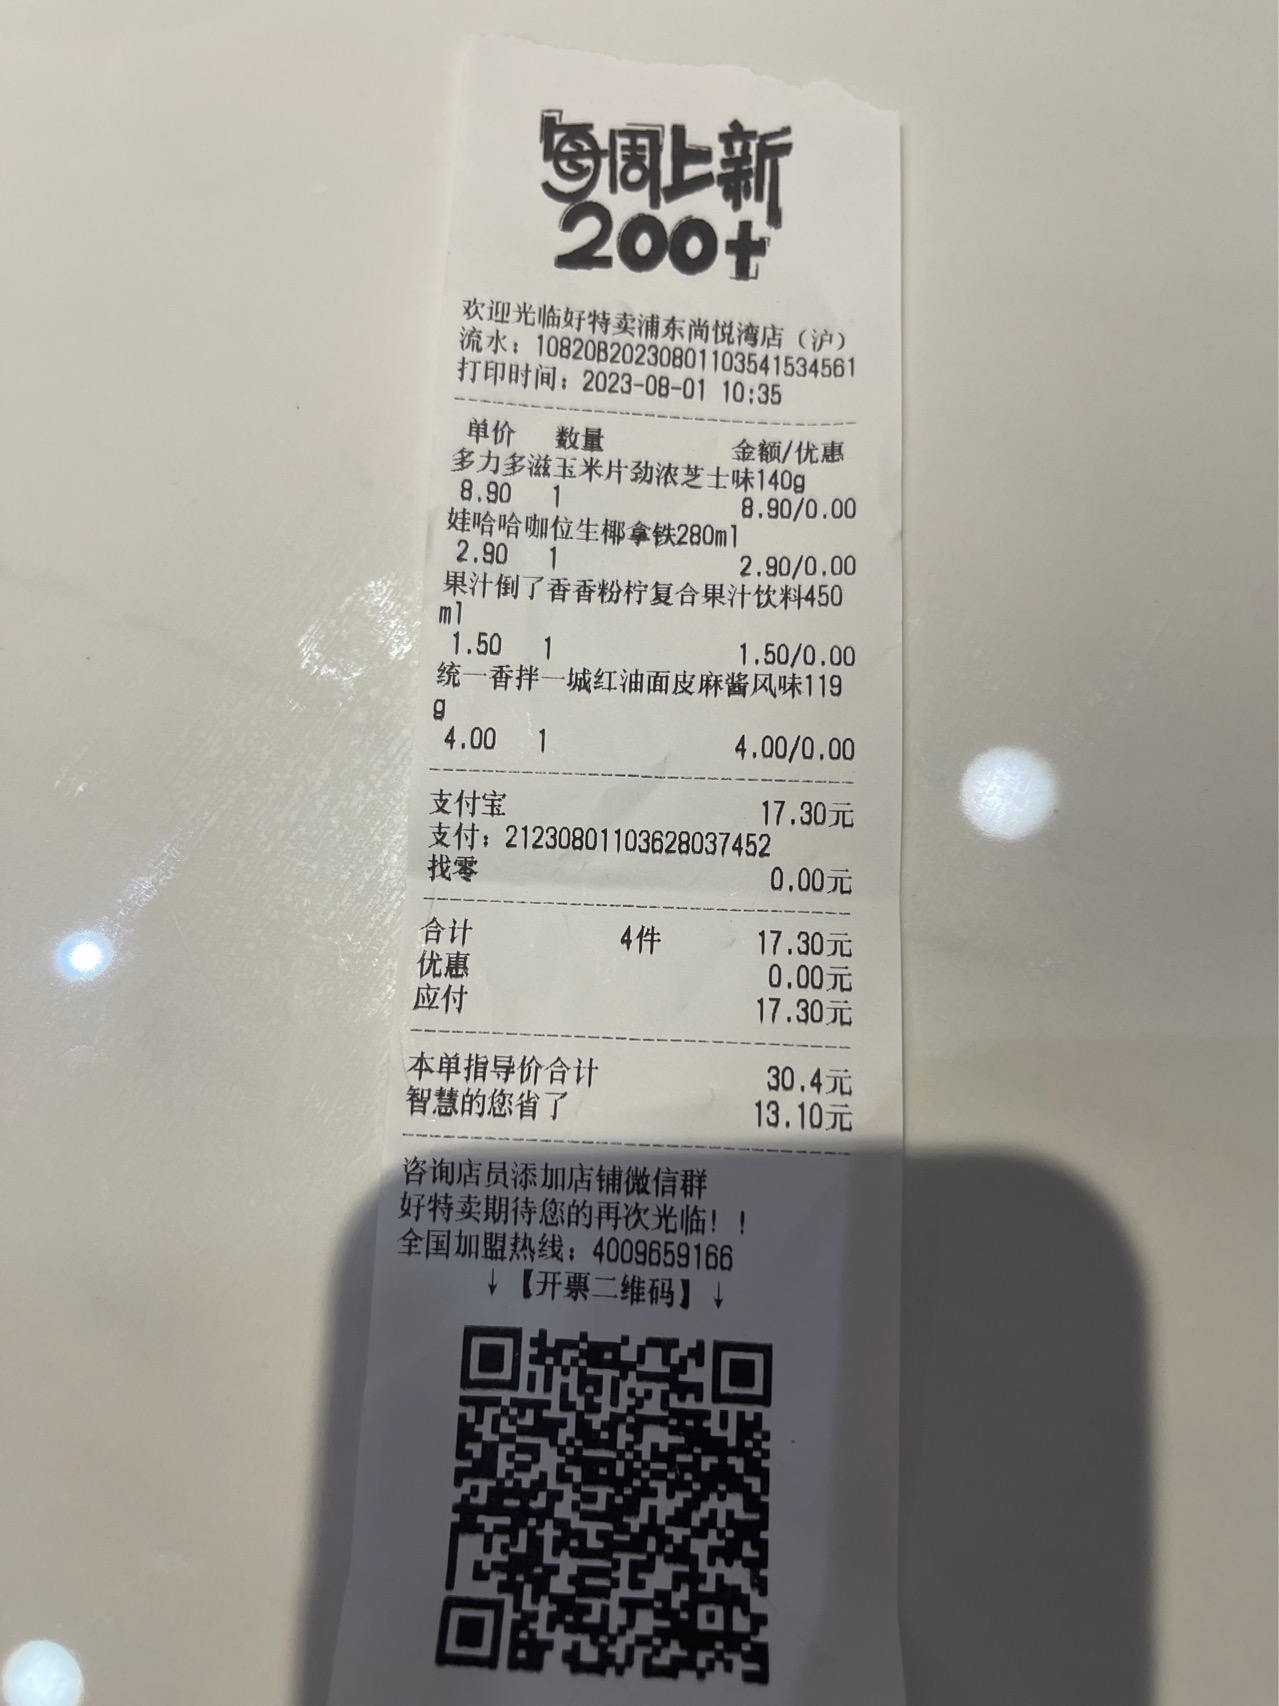 每周上新
200+
欢迎光临好特卖浦东尚悦湾店（沪）
流水：10820B20230801103541534561
打印时间：2023-08-01 10:35
单价 数量 金额/优惠
多力多滋玉米片劲浓芝士味140g
8.90 1 8.90/0.00
娃哈哈咖位生椰拿铁280ml
2.90 1 2.90/0.00
果汁倒了香香粉柠复合果汁饮料450
ml
1.50 1 1.50/0.00
统一香拌一城红油面皮麻酱风味119
g
4.00 1 4.00/0.00
支付宝 17.30元
支付：21230801103628037452
找零 0.00元
合计 4件 17.30元
优惠 0.00元
应付 17.30元
本单指导价合计 30.4元
智慧的您省了 13.10元
咨询店员添加店铺微信群
好特卖期待您的再次光临！！
全国加盟热线：4009659166
↓【开票二维码】↓